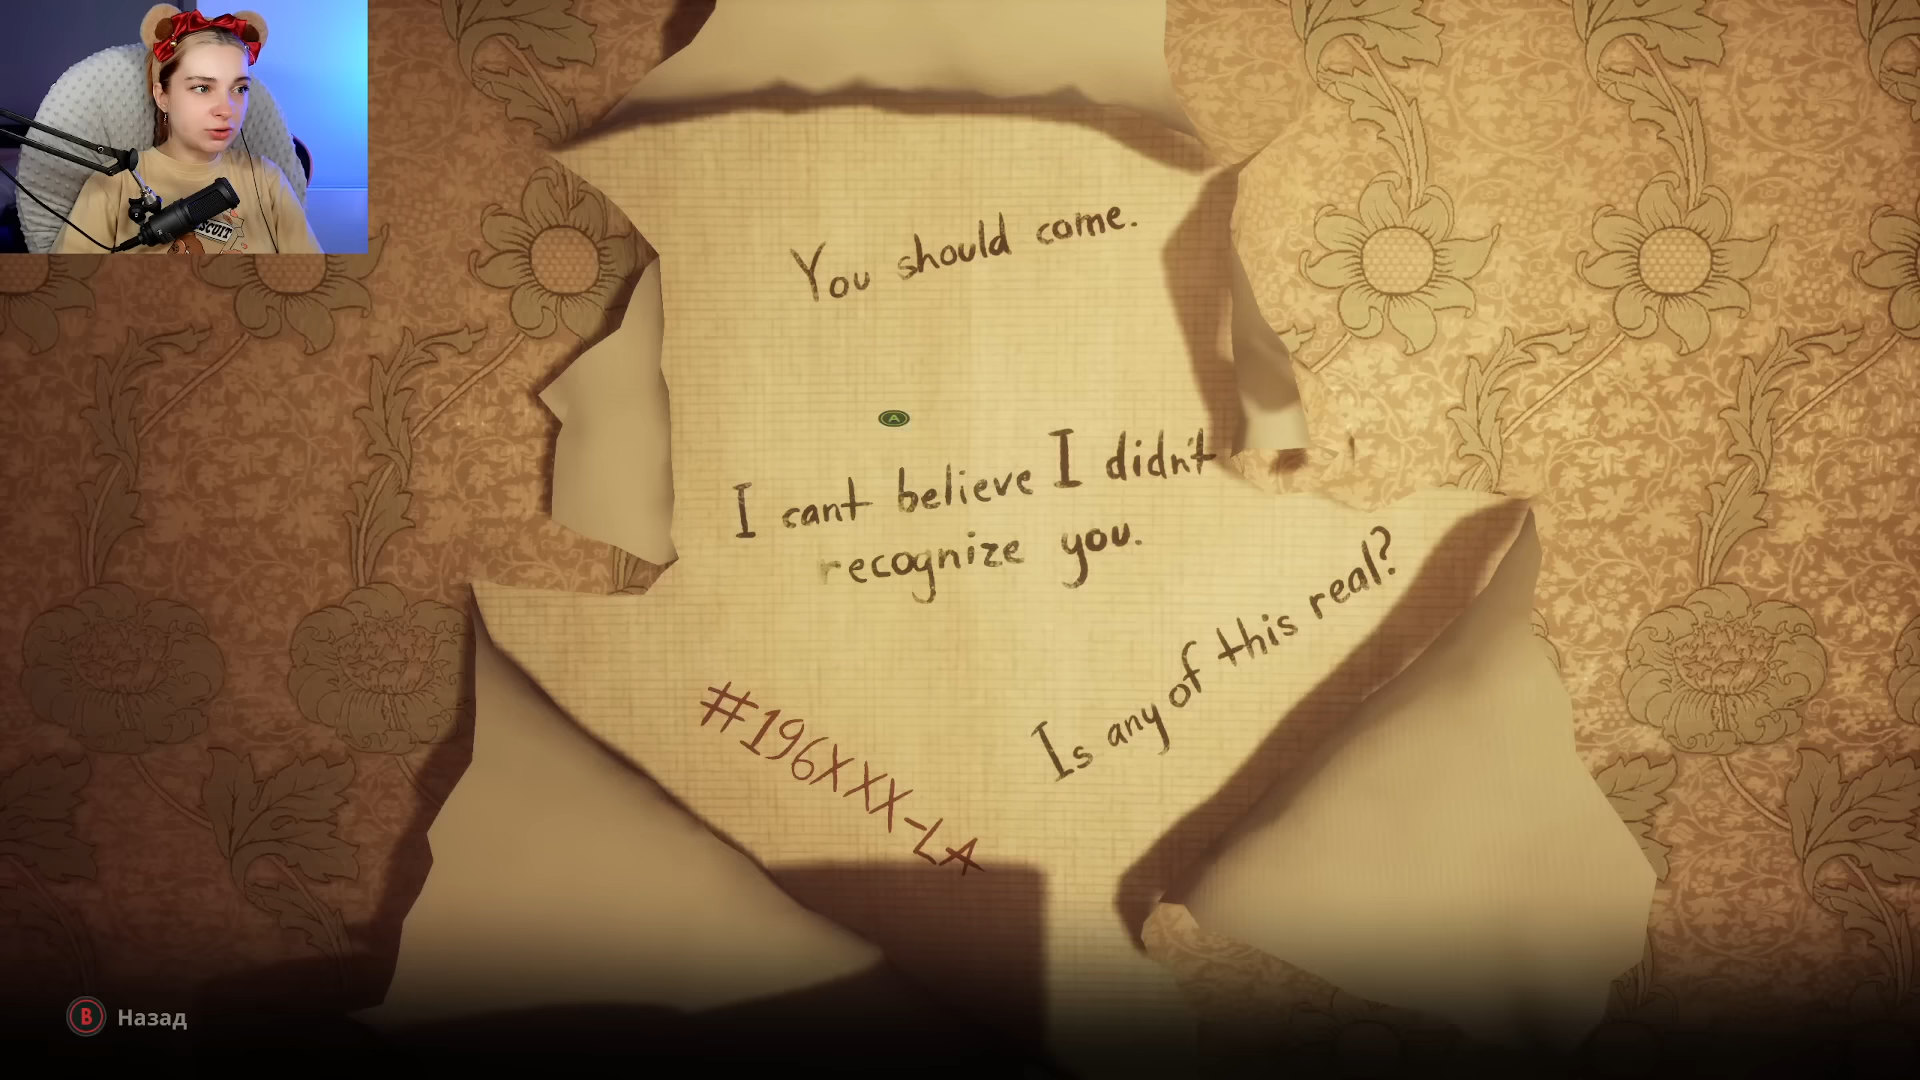 You should come.
I cant believe I didn't
recognize you.
Is any of this real?
#196XXX-LA
A
B Назад